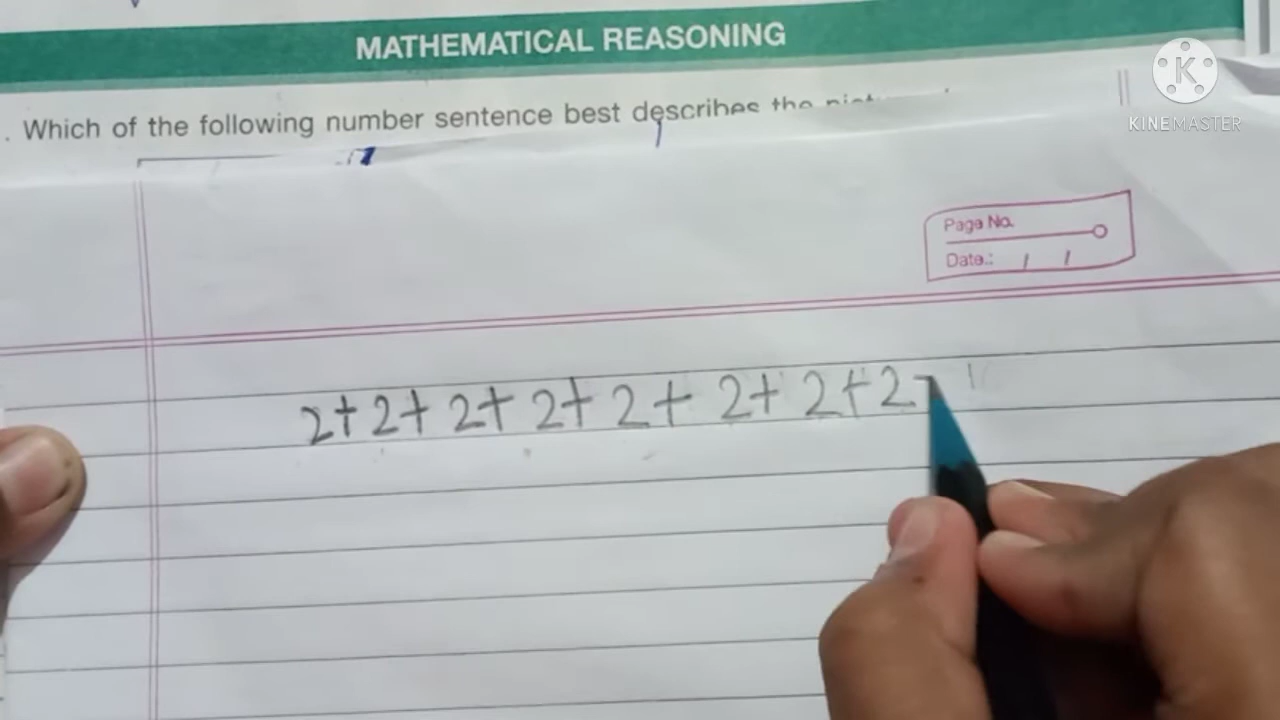 MATHEMATICAL REASONING
. Which of the following number sentence best describes the
K
KINEMASTER
Page No.
Date.: / /
2+2+2+2+2+2+2+2